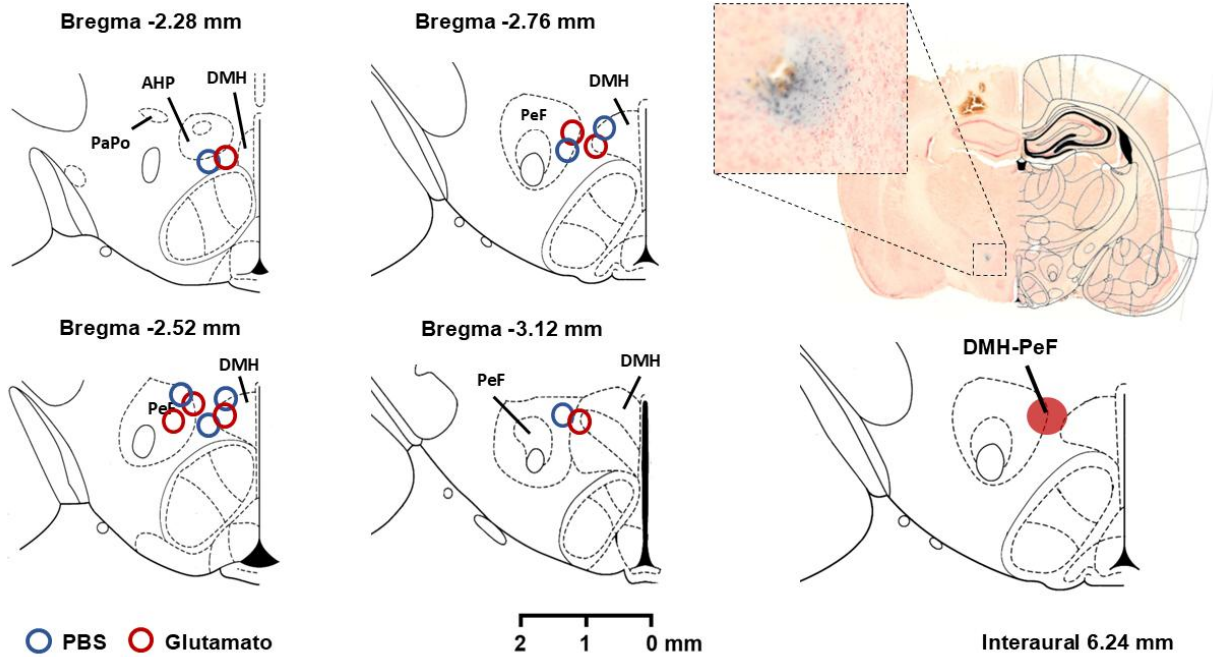 Bregma -2.28 mm
AHP
DMH
PaPo
Bregma -2.76 mm
DMH
PeF
Bregma -2.52 mm
DMH
PeF
Bregma -3.12 mm
DMH
PeF
DMH-PeF
PBS
Glutamato
2 1 0 mm
Interaural 6.24 mm